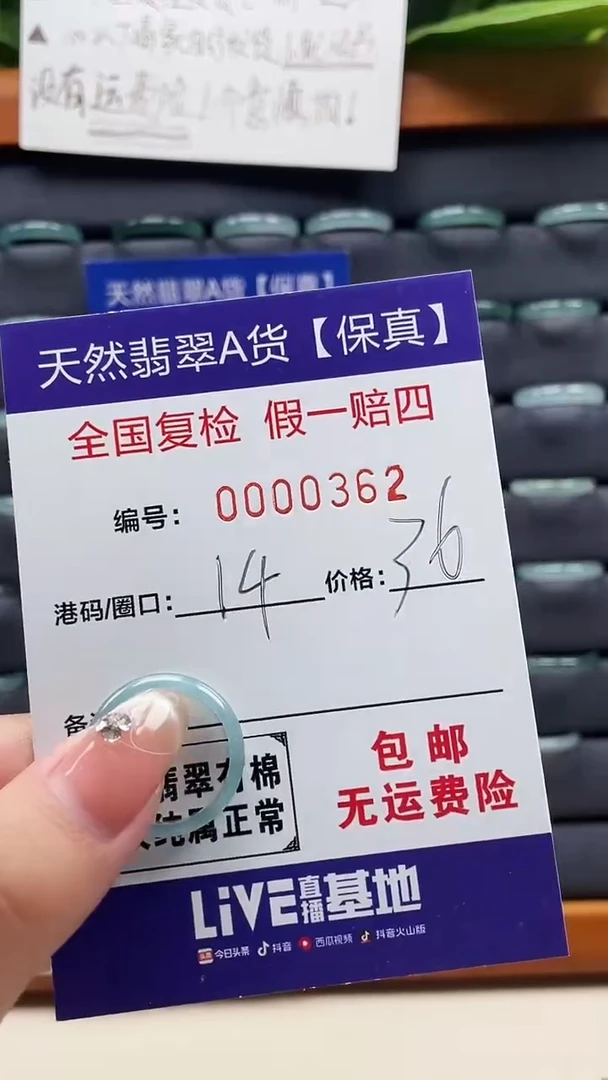 没有运费险
天然翡翠A货【保真】
天然翡翠A货【保真】
全国复检 假一赔四
编号: 0000362
港码/圈口: 14 价格: 36
备
翡翠有棉
纯属正常
包邮
无运费险
LIVE直播基地
今日头条 抖音 西瓜视频 抖音火山版